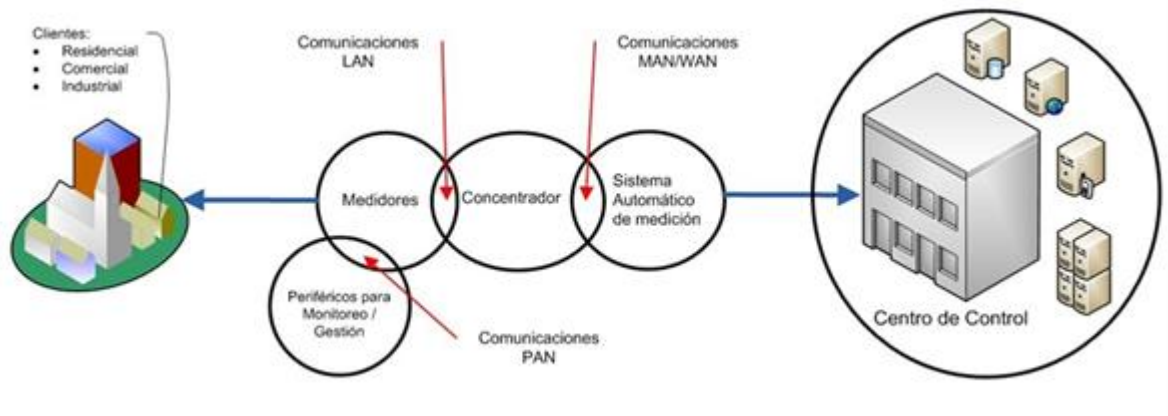 Clientes:
• Residencial
• Comercial
• Industrial
Comunicaciones
LAN
Comunicaciones
MAN/WAN
Medidores
Concentrador
Sistema
Automático
de medición
Periféricos para
Monitoreo /
Gestión
Comunicaciones
PAN
Centro de Control